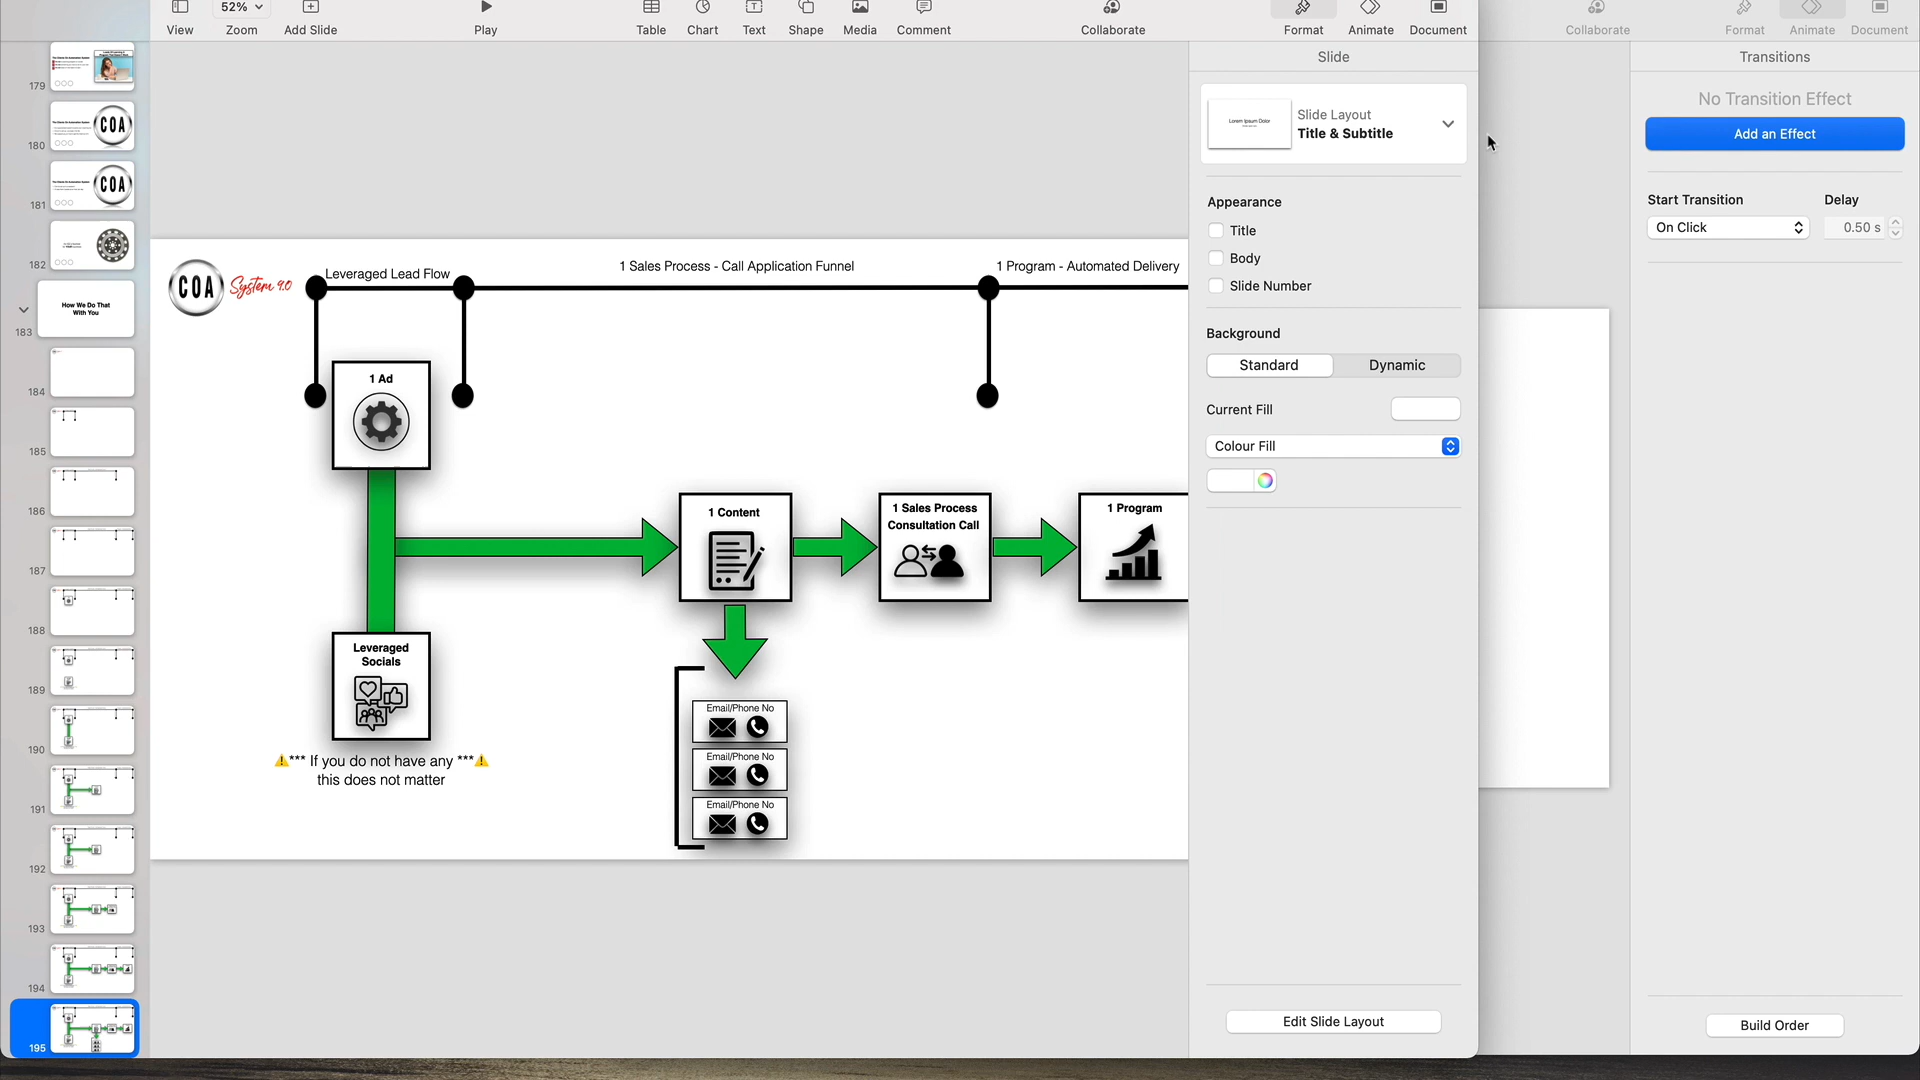 52%
View
Zoom
Add Slide
Play
Table
Chart
Text
Shape
Media
Comment
Collaborate
Format
Animate
Document
Collaborate
Format
Animate
Document
179
COA
180
COA
181
182
How We Do That
With You
183
184
185
186
187
188
189
190
191
192
193
194
195
COA
System 9.0
Leveraged Lead Flow
1 Sales Process - Call Application Funnel
1 Program - Automated Delivery
1 Ad
1 Content
1 Sales Process
Consultation Call
1 Program
Leveraged
Socials
⚠️*** If you do not have any ***⚠️
this does not matter
Email/Phone No
Email/Phone No
Email/Phone No
Slide
Lorem Ipsum Dolor
Slide Layout
Title & Subtitle
Appearance
Title
Body
Slide Number
Background
Standard
Dynamic
Current Fill
Colour Fill
Edit Slide Layout
Transitions
No Transition Effect
Add an Effect
Start Transition
Delay
On Click
0.50 s
Build Order